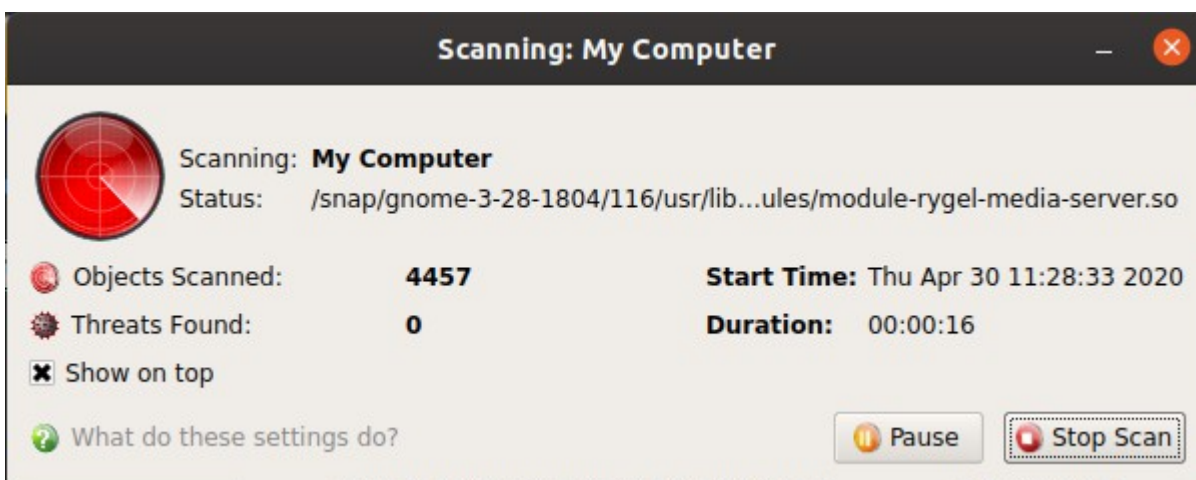 Scanning: My Computer
Scanning: My Computer
Status: /snap/gnome-3-28-1804/116/usr/lib...ules/module-rygel-media-server.so
Objects Scanned: 4457 Start Time: Thu Apr 30 11:28:33 2020
Threats Found: 0 Duration: 00:00:16
Show on top
What do these settings do? Pause Stop Scan